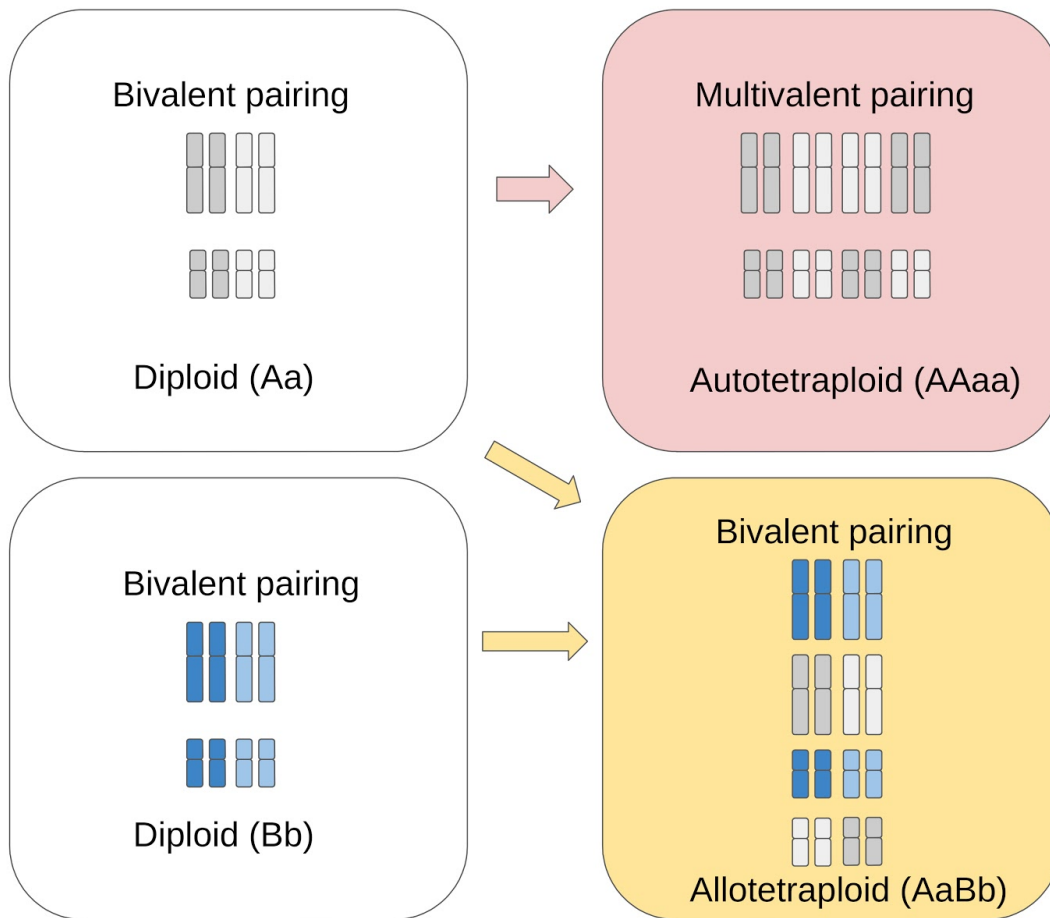 Bivalent pairing
Diploid (Aa)
Multivalent pairing
Autotetraploid (AAaa)
Bivalent pairing
Diploid (Bb)
Bivalent pairing
Allotetraploid (AaBb)